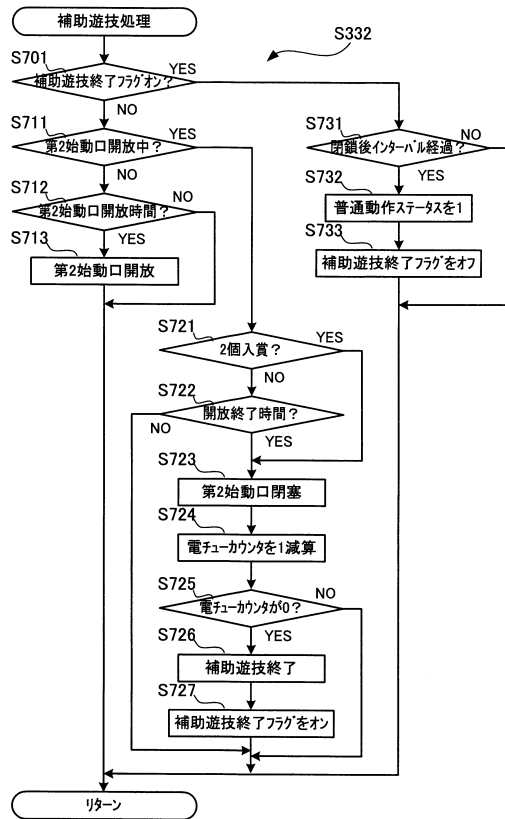 補助遊技処理
S332
S701
補助遊技終了フラグオン？
YES
NO
S711
第2始動口開放中？
YES
NO
S712
第2始動口開放時間？
NO
YES
S713
第2始動口開放
S731
閉鎖後インターバル経過？
NO
YES
S732
普通動作ステータスを1
S733
補助遊技終了フラグをオフ
S721
2個入賞？
YES
NO
S722
開放終了時間？
NO
YES
S723
第2始動口閉塞
S724
電チューカウンタを1減算
S725
電チューカウンタが0？
NO
YES
S726
補助遊技終了
S727
補助遊技終了フラグをオン
リターン